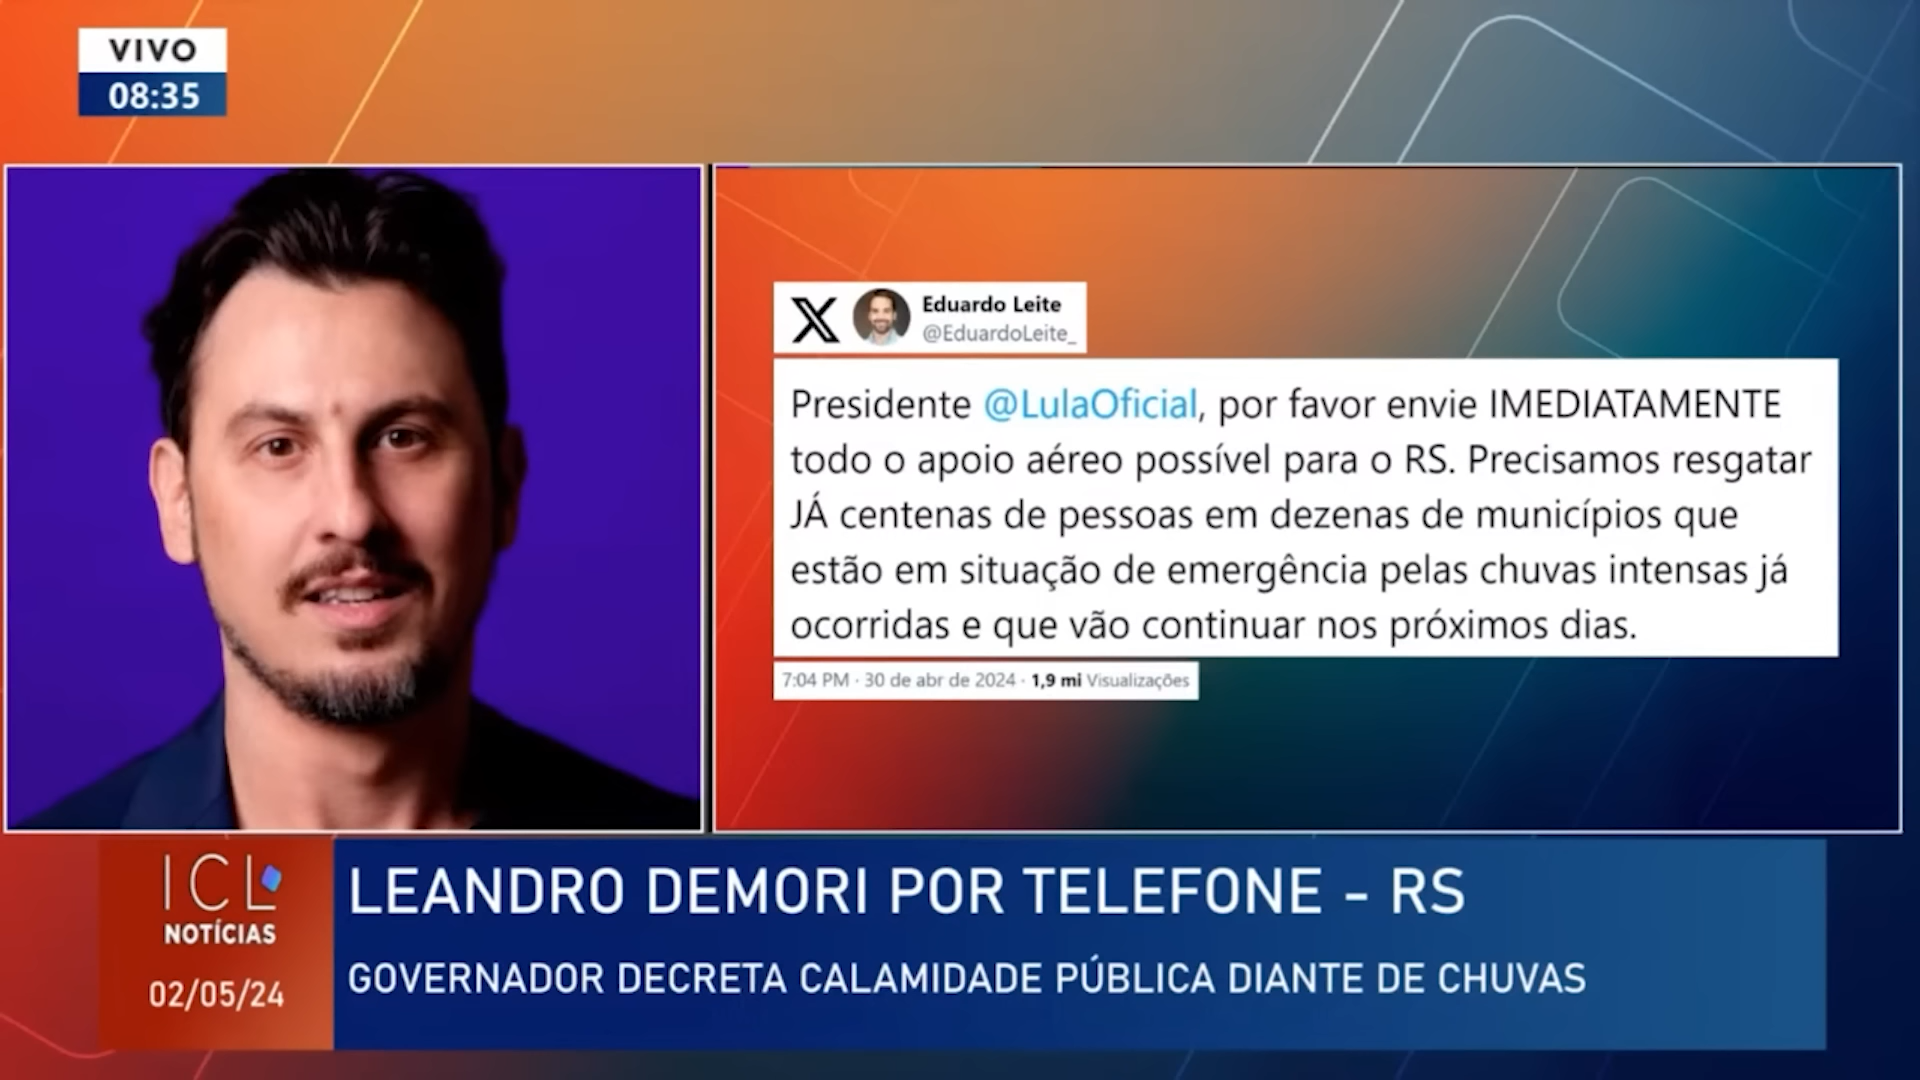 VIVO
08:35
X
Eduardo Leite
@EduardoLeite_
Presidente @LulaOficial, por favor envie IMEDIATAMENTE
todo o apoio aéreo possível para o RS. Precisamos resgatar
JÁ centenas de pessoas em dezenas de municípios que
estão em situação de emergência pelas chuvas intensas já
ocorridas e que vão continuar nos próximos dias.
7:04 PM · 30 de abr de 2024 · 1,9 mi Visualizações
ICL
NOTÍCIAS
02/05/24
LEANDRO DEMORI POR TELEFONE - RS
GOVERNADOR DECRETA CALAMIDADE PÚBLICA DIANTE DE CHUVAS